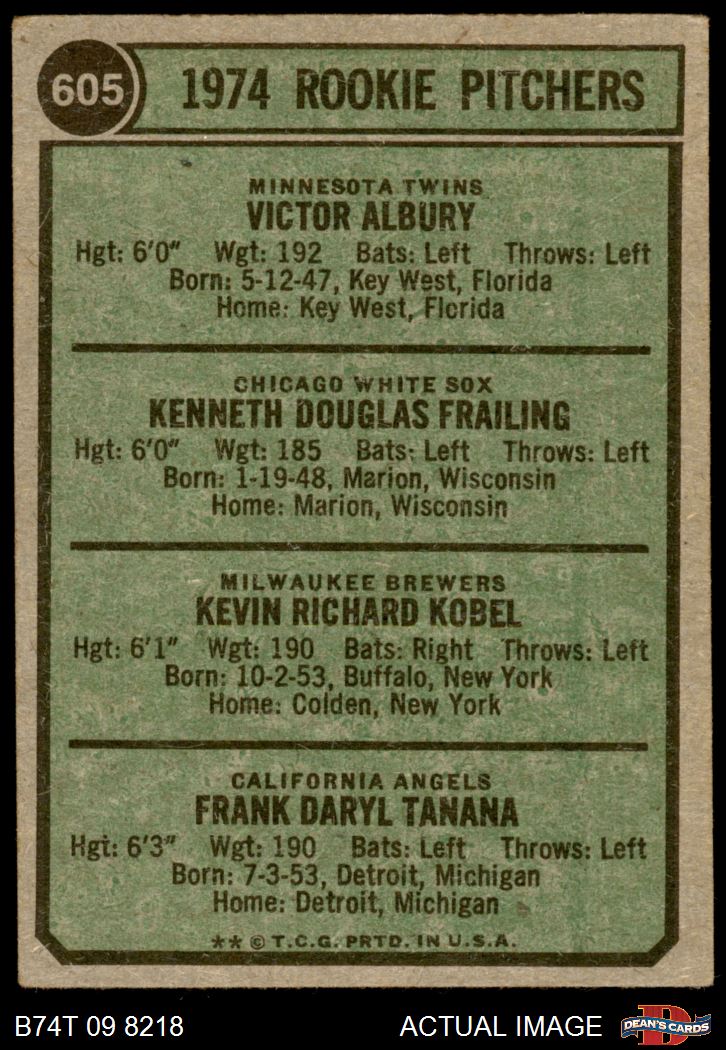 605
1974 ROOKIE PITCHERS
MINNESOTA TWINS
VICTOR ALBURY
Hgt: 6'0" Wgt: 192 Bats: Left Throws: Left
Born: 5-12-47, Key West, Florida
Home: Key West, Florida
CHICAGO WHITE SOX
KENNETH DOUGLAS FRAILING
Hgt: 6'0" Wgt: 185 Bats: Left Throws: Left
Born: 1-19-48, Marion, Wisconsin
Home: Marion, Wisconsin
MILWAUKEE BREWERS
KEVIN RICHARD KOBEL
Hgt: 6'1" Wgt: 190 Bats: Right Throws: Left
Born: 10-2-53, Buffalo, New York
Home: Colden, New York
CALIFORNIA ANGELS
FRANK DARYL TANANA
Hgt: 6'3" Wgt: 190 Bats: Left Throws: Left
Born: 7-3-53, Detroit, Michigan
Home: Detroit, Michigan
** © T.C.G. PRTD. IN U.S.A.
B74T 09 8218 ACTUAL IMAGE
D
DEAN'S CARDS